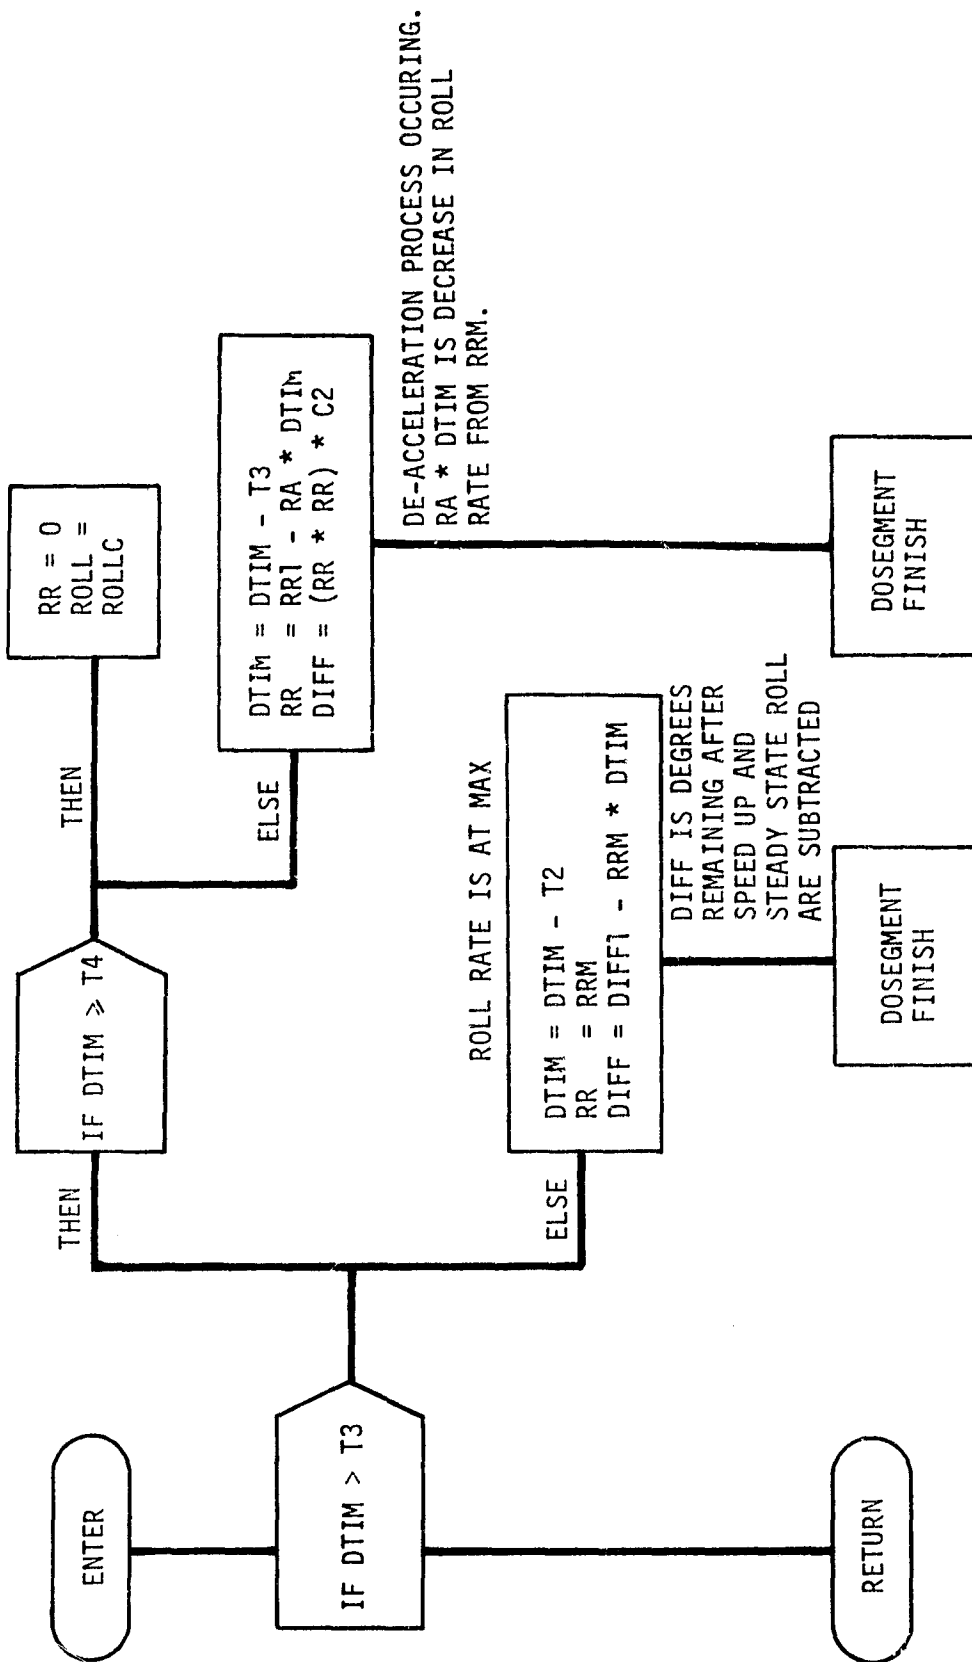 ENTER
IF DTIM > T3
RETURN
THEN
IF DTIM ⩾ T4
THEN
RR = 0
ROLL =
ROLLC
ELSE
DTIM = DTIM - T3
RR = RR1 - RA * DTIM
DIFF = (RR * RR) * C2
DE-ACCELERATION PROCESS OCCURING.
RA * DTIM IS DECREASE IN ROLL
RATE FROM RRM.
DOSEGMENT
FINISH
ELSE
ROLL RATE IS AT MAX
DTIM = DTIM - T2
RR = RRM
DIFF = DIFF1 - RRM * DTIM
DIFF IS DEGREES
REMAINING AFTER
SPEED UP AND
STEADY STATE ROLL
ARE SUBTRACTED
DOSEGMENT
FINISH